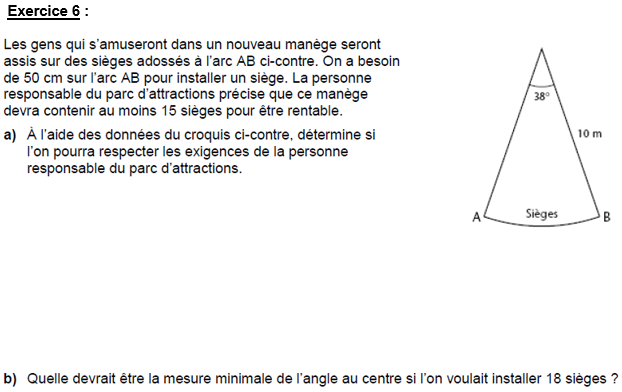 Exercice 6 :
Les gens qui s'amuseront dans un nouveau manège seront
assis sur des sièges adossés à l'arc AB ci-contre. On a besoin
de 50 cm sur l'arc AB pour installer un siège. La personne
responsable du parc d'attractions précise que ce manège
devra contenir au moins 15 sièges pour être rentable.
a) À l'aide des données du croquis ci-contre, détermine si
l'on pourra respecter les exigences de la personne
responsable du parc d'attractions.
38°
10 m
A
Sièges
B
b) Quelle devrait être la mesure minimale de l'angle au centre si l'on voulait installer 18 sièges ?